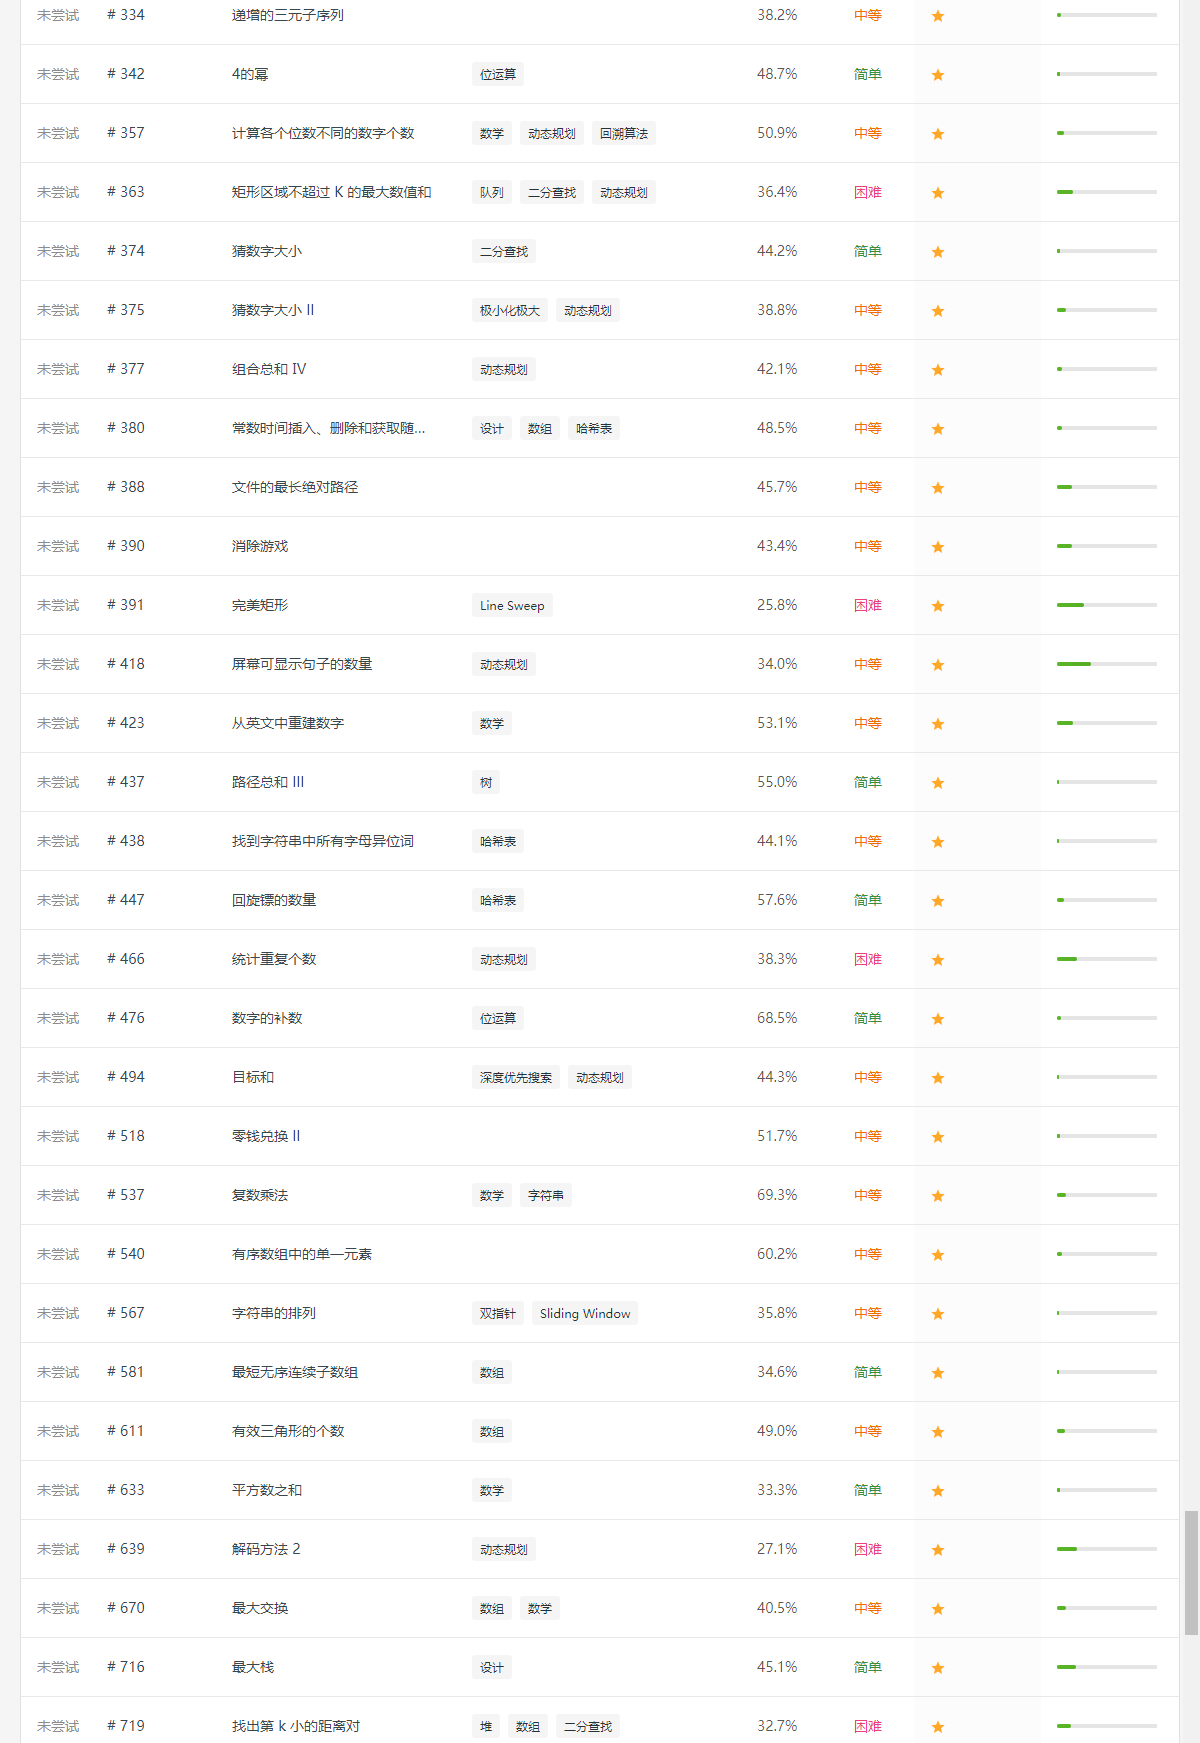 未尝试 # 334 递增的三元子序列 38.2% 中等
未尝试 # 342 4的幂 位运算 48.7% 简单
未尝试 # 357 计算各个位数不同的数字个数 数学 动态规划 回溯算法 50.9% 中等
未尝试 # 363 矩形区域不超过 K 的最大数值和 队列 二分查找 动态规划 36.4% 困难
未尝试 # 374 猜数字大小 二分查找 44.2% 简单
未尝试 # 375 猜数字大小 II 极小化极大 动态规划 38.8% 中等
未尝试 # 377 组合总和 IV 动态规划 42.1% 中等
未尝试 # 380 常数时间插入、删除和获取随... 设计 数组 哈希表 48.5% 中等
未尝试 # 388 文件的最长绝对路径 45.7% 中等
未尝试 # 390 消除游戏 43.4% 中等
未尝试 # 391 完美矩形 Line Sweep 25.8% 困难
未尝试 # 418 屏幕可显示句子的数量 动态规划 34.0% 中等
未尝试 # 423 从英文中重建数字 数学 53.1% 中等
未尝试 # 437 路径总和 III 树 55.0% 简单
未尝试 # 438 找到字符串中所有字母异位词 哈希表 44.1% 中等
未尝试 # 447 回旋镖的数量 哈希表 57.6% 简单
未尝试 # 466 统计重复个数 动态规划 38.3% 困难
未尝试 # 476 数字的补数 位运算 68.5% 简单
未尝试 # 494 目标和 深度优先搜索 动态规划 44.3% 中等
未尝试 # 518 零钱兑换 II 51.7% 中等
未尝试 # 537 复数乘法 数学 字符串 69.3% 中等
未尝试 # 540 有序数组中的单一元素 60.2% 中等
未尝试 # 567 字符串的排列 双指针 Sliding Window 35.8% 中等
未尝试 # 581 最短无序连续子数组 数组 34.6% 简单
未尝试 # 611 有效三角形的个数 数组 49.0% 中等
未尝试 # 633 平方数之和 数学 33.3% 简单
未尝试 # 639 解码方法 2 动态规划 27.1% 困难
未尝试 # 670 最大交换 数组 数学 40.5% 中等
未尝试 # 716 最大栈 设计 45.1% 简单
未尝试 # 719 找出第 k 小的距离对 堆 数组 二分查找 32.7% 困难